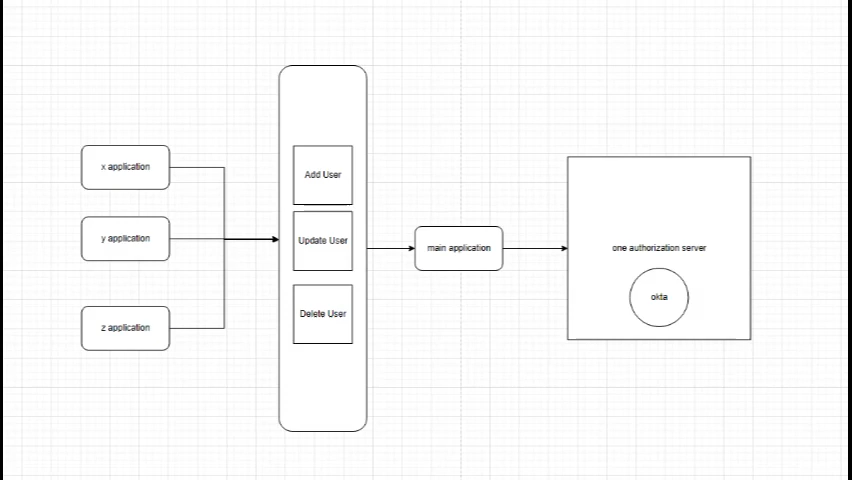 x application
y application
z application
Add User
Update User
Delete User
main application
one authorization server
okta